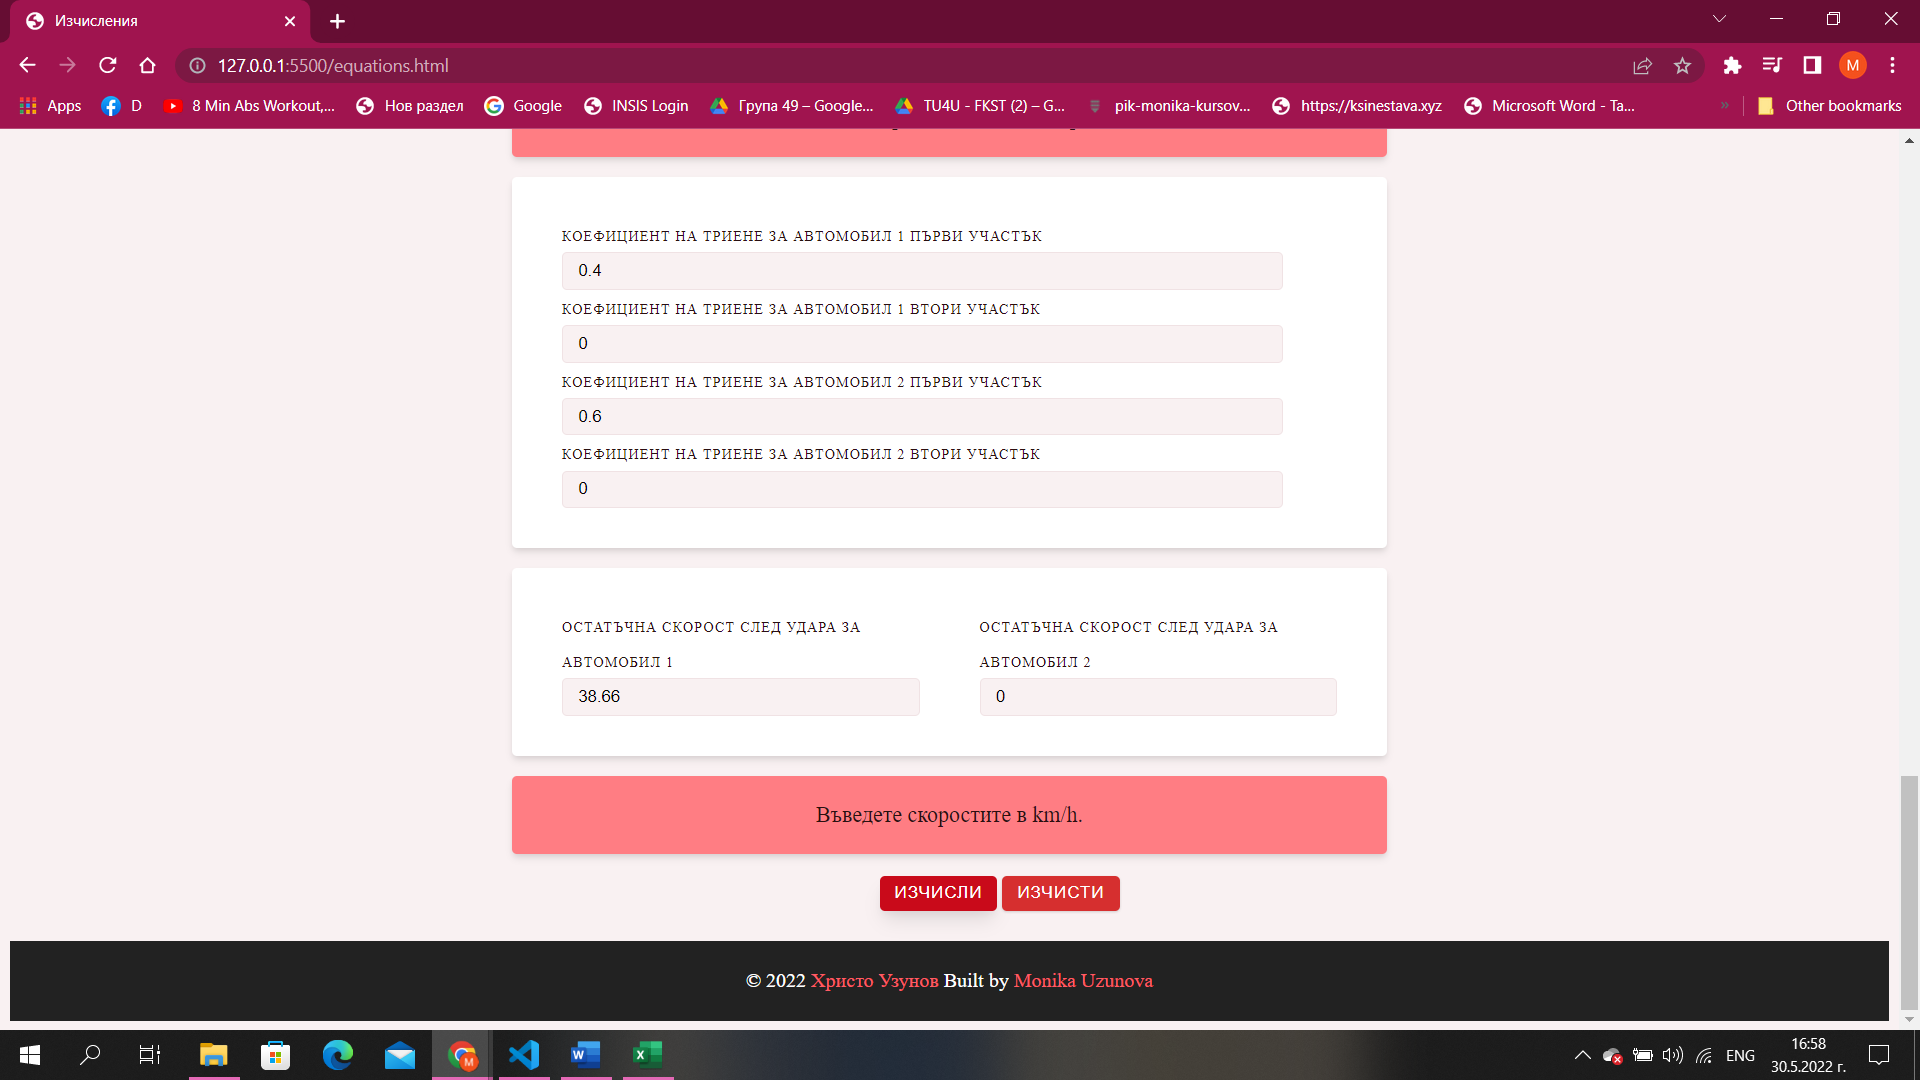 Изчисления
127.0.0.1:5500/equations.html
M
Apps
D
8 Min Abs Workout,...
Нов раздел
Google
INSIS Login
Група 49 – Google...
TU4U - FKST (2) – G...
pik-monika-kursov...
https://ksinestava.xyz
Microsoft Word - Ta...
»
Other bookmarks
КОЕФИЦИЕНТ НА ТРИЕНЕ ЗА АВТОМОБИЛ 1 ПЪРВИ УЧАСТЪК
0.4
КОЕФИЦИЕНТ НА ТРИЕНЕ ЗА АВТОМОБИЛ 1 ВТОРИ УЧАСТЪК
0
КОЕФИЦИЕНТ НА ТРИЕНЕ ЗА АВТОМОБИЛ 2 ПЪРВИ УЧАСТЪК
0.6
КОЕФИЦИЕНТ НА ТРИЕНЕ ЗА АВТОМОБИЛ 2 ВТОРИ УЧАСТЪК
0
ОСТАТЪЧНА СКОРОСТ СЛЕД УДАРА ЗА
АВТОМОБИЛ 1
38.66
ОСТАТЪЧНА СКОРОСТ СЛЕД УДАРА ЗА
АВТОМОБИЛ 2
0
Въведете скоростите в km/h.
ИЗЧИСЛИ ИЗЧИСТИ
© 2022 Христо Узунов Built by Monika Uzunova
ENG
16:58
30.5.2022 г.